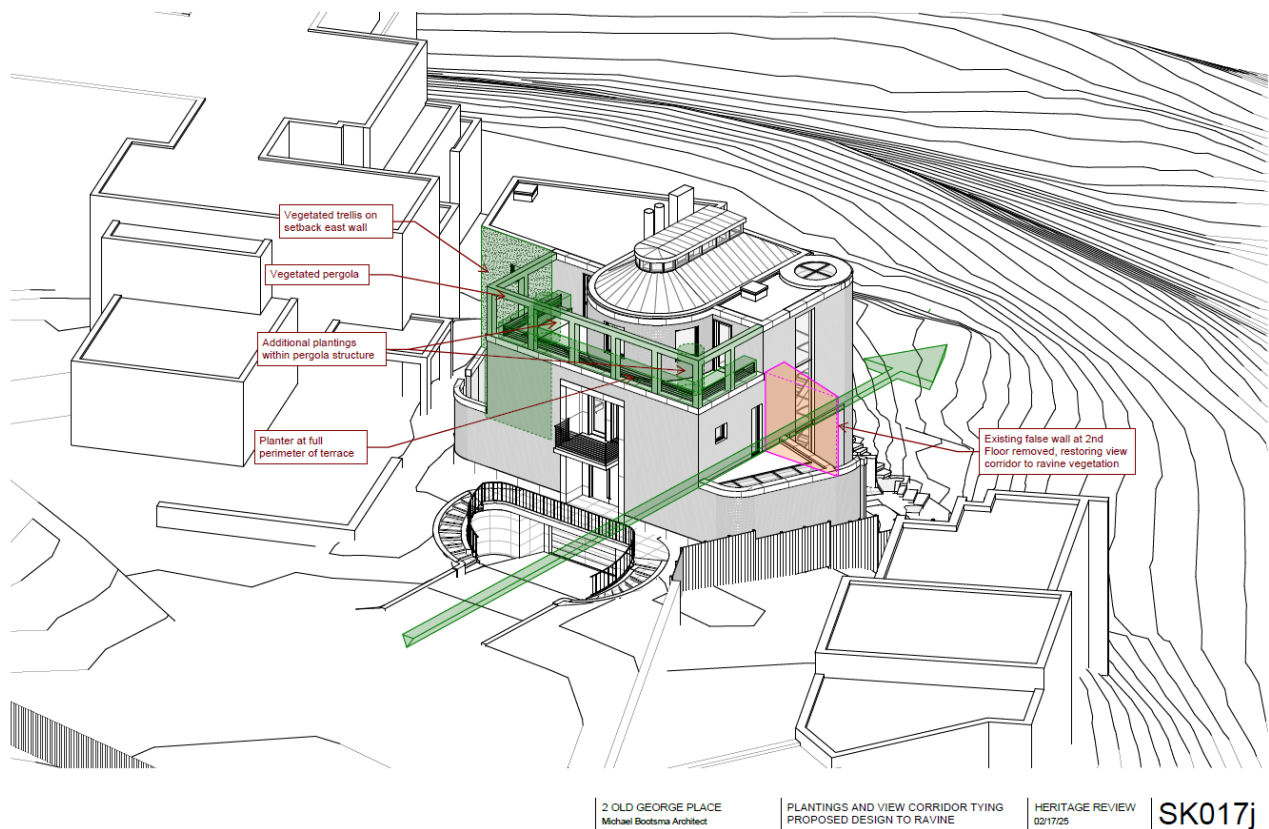 Vegetated trellis on
setback east wall
Vegetated pergola
Additional plantings
within pergola structure
Planter at full
perimeter of terrace
Existing false wall at 2nd
Floor removed, restoring view
corridor to ravine vegetation
2 OLD GEORGE PLACE
Michael Bootsma Architect
PLANTINGS AND VIEW CORRIDOR TYING
PROPOSED DESIGN TO RAVINE
HERITAGE REVIEW
02/17/25
SK017j